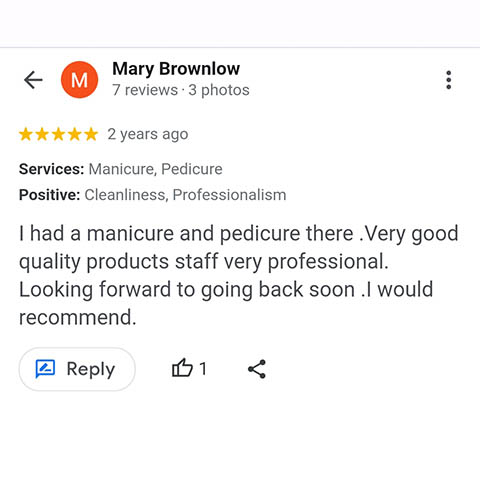 M
Mary Brownlow
7 reviews · 3 photos
2 years ago
Services: Manicure, Pedicure
Positive: Cleanliness, Professionalism
I had a manicure and pedicure there .Very good
quality products staff very professional.
Looking forward to going back soon .I would
recommend.
Reply
1